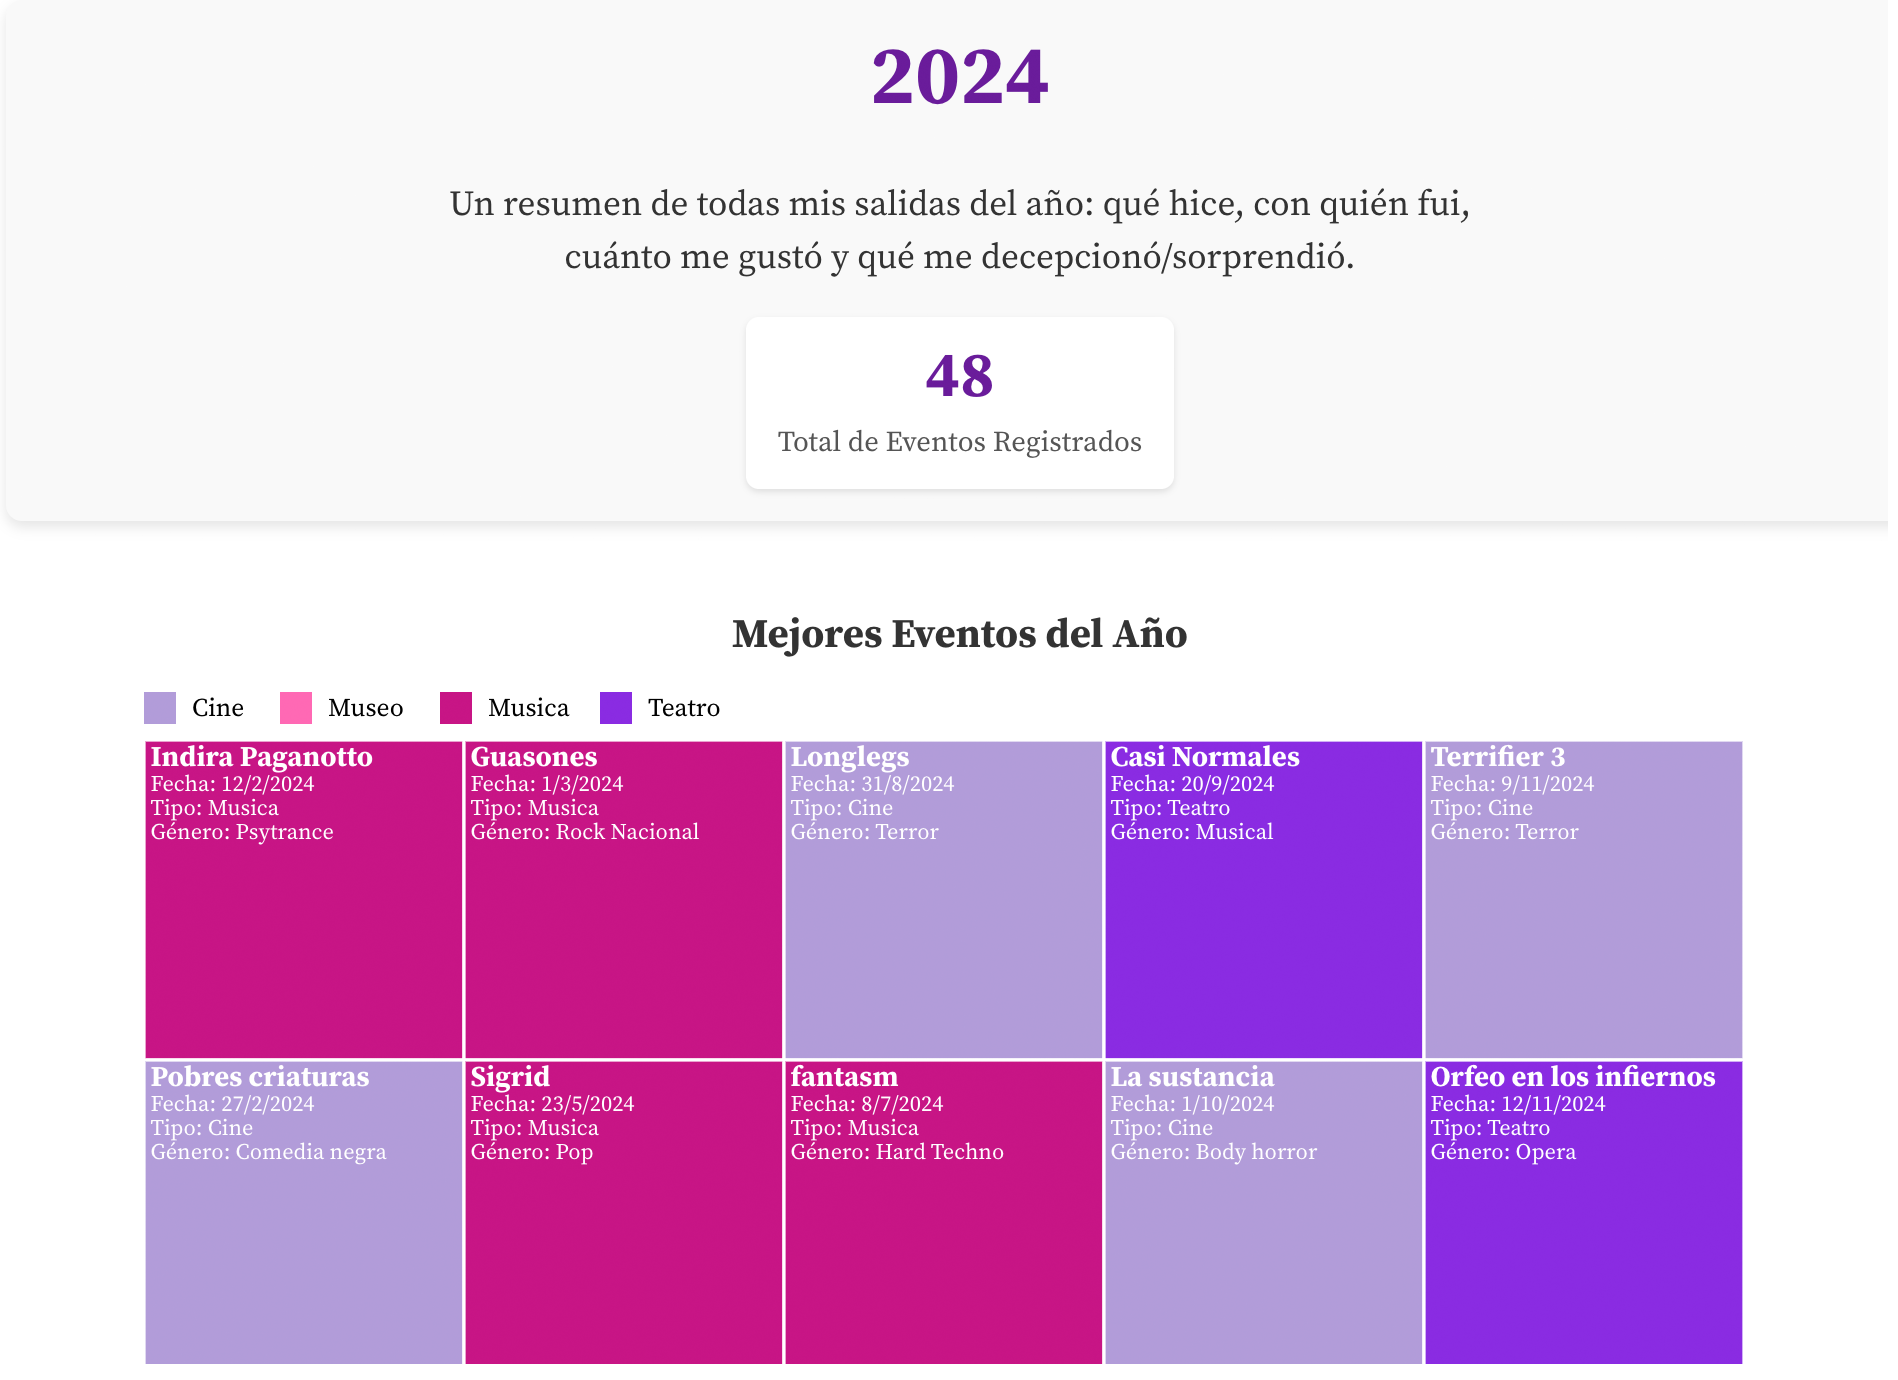 2024
Un resumen de todas mis salidas del año: qué hice, con quién fui,
cuánto me gustó y qué me decepcionó/sorprendió.
48
Total de Eventos Registrados
Mejores Eventos del Año
Cine
Museo
Musica
Teatro
Indira Paganotto
Fecha: 12/2/2024
Tipo: Musica
Género: Psytrance
Guasones
Fecha: 1/3/2024
Tipo: Musica
Género: Rock Nacional
Longlegs
Fecha: 31/8/2024
Tipo: Cine
Género: Terror
Casi Normales
Fecha: 20/9/2024
Tipo: Teatro
Género: Musical
Terrifier 3
Fecha: 9/11/2024
Tipo: Cine
Género: Terror
Pobres criaturas
Fecha: 27/2/2024
Tipo: Cine
Género: Comedia negra
Sigrid
Fecha: 23/5/2024
Tipo: Musica
Género: Pop
fantasm
Fecha: 8/7/2024
Tipo: Musica
Género: Hard Techno
La sustancia
Fecha: 1/10/2024
Tipo: Cine
Género: Body horror
Orfeo en los infiernos
Fecha: 12/11/2024
Tipo: Teatro
Género: Opera